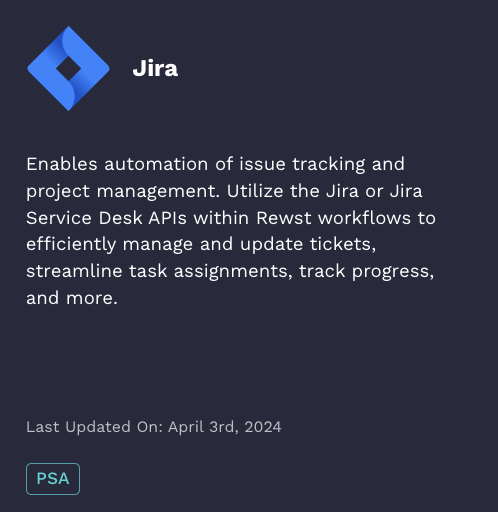 Jira
Enables automation of issue tracking and
project management. Utilize the Jira or Jira
Service Desk APIs within Rewst workflows to
efficiently manage and update tickets,
streamline task assignments, track progress,
and more.
Last Updated On: April 3rd, 2024
PSA